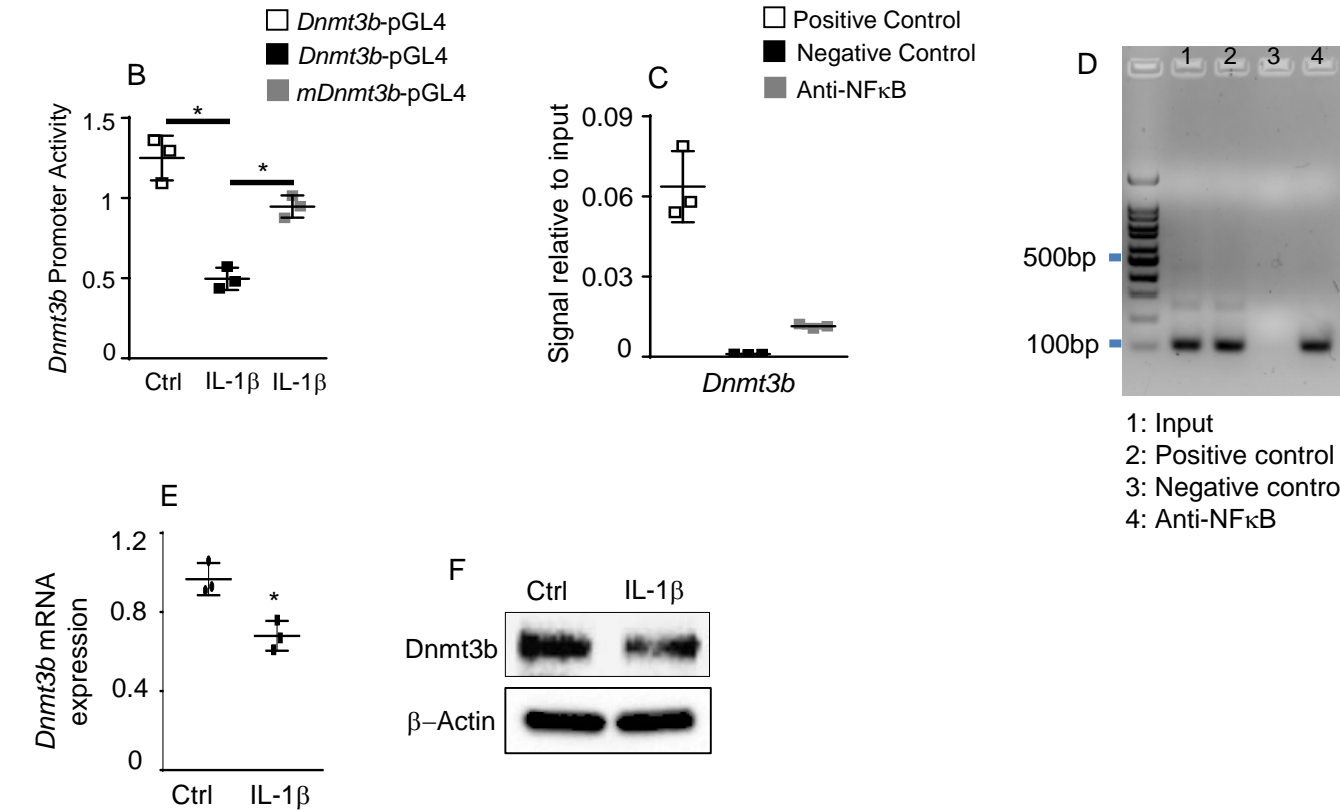 B
Dnmt3b-pGL4
Dnmt3b-pGL4
mDnmt3b-pGL4
Dnmt3b Promoter Activity
1.5
1
0.5
0
*
*
Ctrl IL-1β IL-1β
C
Positive Control
Negative Control
Anti-NFκB
Signal relative to input
0.09
0.06
0.03
0
Dnmt3b
D
1 2 3 4
500bp
100bp
1: Input
2: Positive control
3: Negative contro
4: Anti-NFκB
E
Dnmt3b mRNA
expression
1.2
0.8
0.4
0
*
Ctrl IL-1β
F
Ctrl IL-1β
Dnmt3b
β–Actin